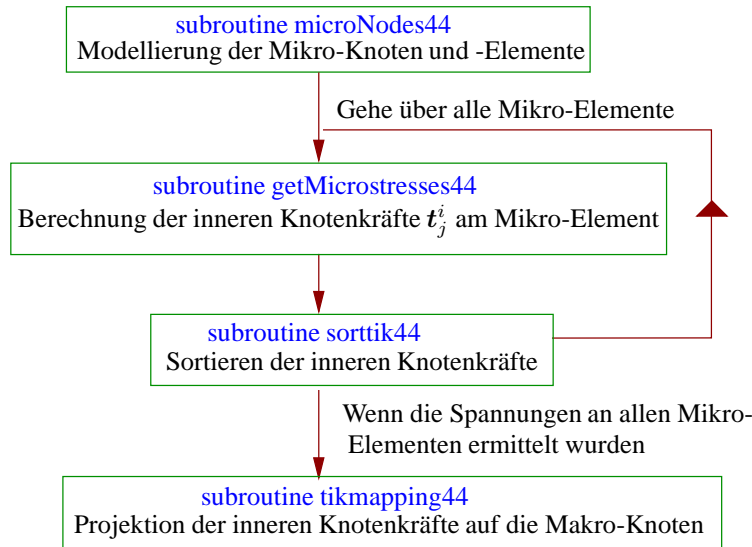 subroutine microNodes44
Modellierung der Mikro-Knoten und -Elemente
Gehe über alle Mikro-Elemente
subroutine getMicrostresses44
Berechnung der inneren Knotenkräfte t_j^i am Mikro-Element
subroutine sorttik44
Sortieren der inneren Knotenkräfte
Wenn die Spannungen an allen Mikro-
Elementen ermittelt wurden
subroutine tikmapping44
Projektion der inneren Knotenkräfte auf die Makro-Knoten